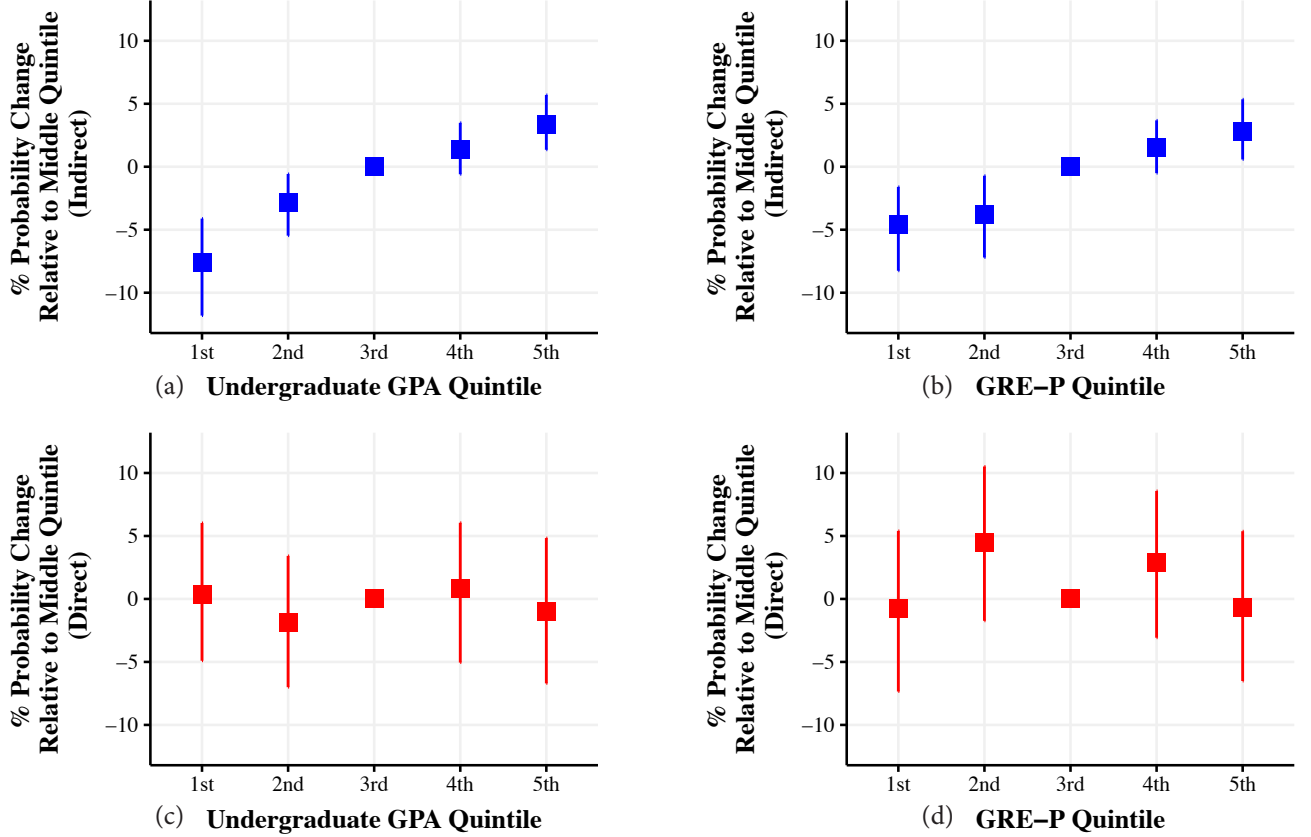 % Probability Change
Relative to Middle Quintile
(Indirect)
10
5
0
−5
−10
1st 2nd 3rd 4th 5th
(a) Undergraduate GPA Quintile
% Probability Change
Relative to Middle Quintile
(Indirect)
10
5
0
−5
−10
1st 2nd 3rd 4th 5th
(b) GRE−P Quintile
% Probability Change
Relative to Middle Quintile
(Direct)
10
5
0
−5
−10
1st 2nd 3rd 4th 5th
(c) Undergraduate GPA Quintile
% Probability Change
Relative to Middle Quintile
(Direct)
10
5
0
−5
−10
1st 2nd 3rd 4th 5th
(d) GRE−P Quintile